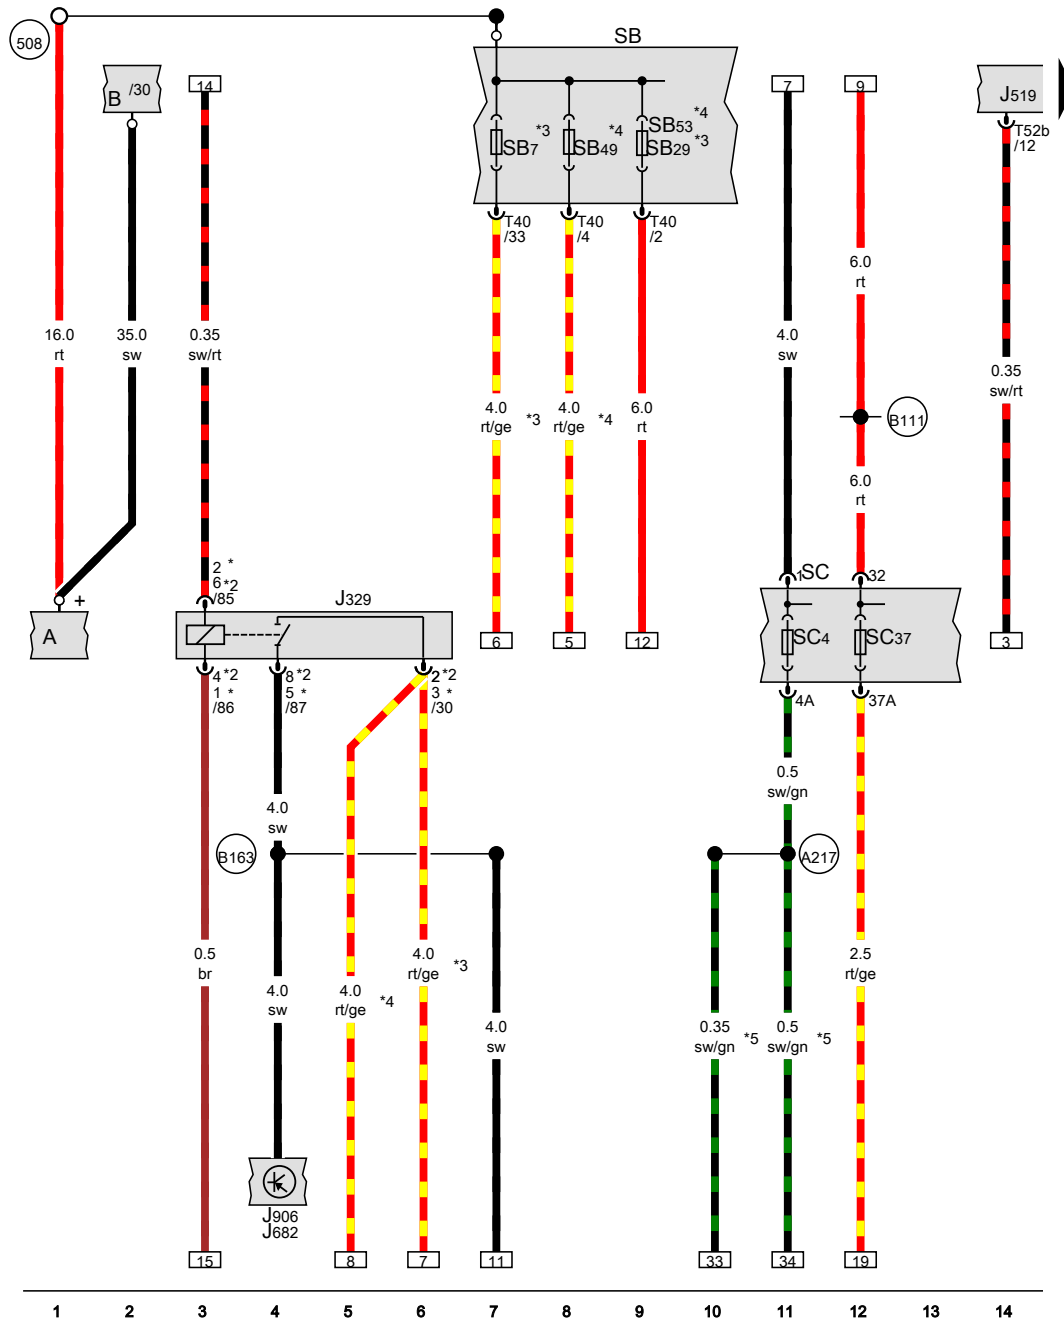 508
B /30
14
SB
7
9
J519
T52b
/12
SB7 *3
SB49 *4
SB53 *4
SB29 *3
T40
/33
T40
/4
T40
/2
16.0
rt
35.0
sw
0.35
sw/rt
4.0
rt/ge *3
4.0
rt/ge *4
6.0
rt
4.0
sw
6.0
rt
B111
6.0
rt
0.35
sw/rt
2 *
6 *2
/85
J329
A +
6
5
12
1
SC
32
SC4
SC37
3
4 *2
1 *
/86
8 *2
5 *
/87
2 *2
3 *
/30
4A
37A
0.5
sw/gn
4.0
sw
B163
A217
0.5
br
4.0
sw
4.0
rt/ge *4
4.0
rt/ge *3
4.0
sw
0.35
sw/gn *5
0.5
sw/gn *5
2.5
rt/ge
J906
J682
15
8
7
11
33
34
19
1 2 3 4 5 6 7 8 9 10 11 12 13 14